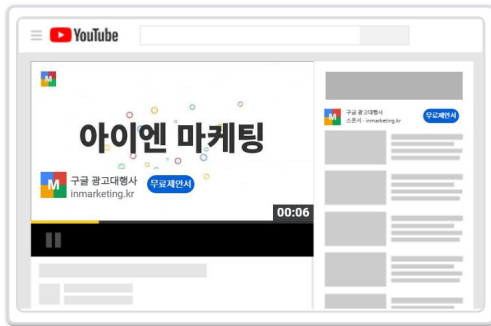 YouTube
M
아이엔 마케팅
M
구글 광고대행사
inmarketing.kr
무료제안서
00:06
M
구글 광고대행사
스폰서 · inmarketing.kr
무료제안서